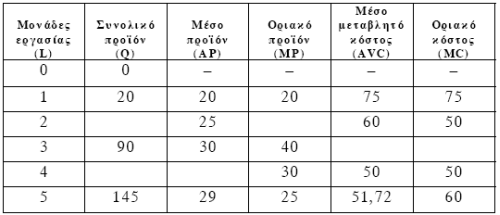 Μονάδες εργασίας (L) Συνολικό προϊόν (Q) Μέσο προϊόν (AP) Οριακό προϊόν (MP) Μέσο μεταβλητό κόστος (AVC) Οριακό κόστος (MC)
0 0 – – – –
1 20 20 20 75 75
2 25 60 50
3 90 30 40
4 30 50 50
5 145 29 25 51,72 60